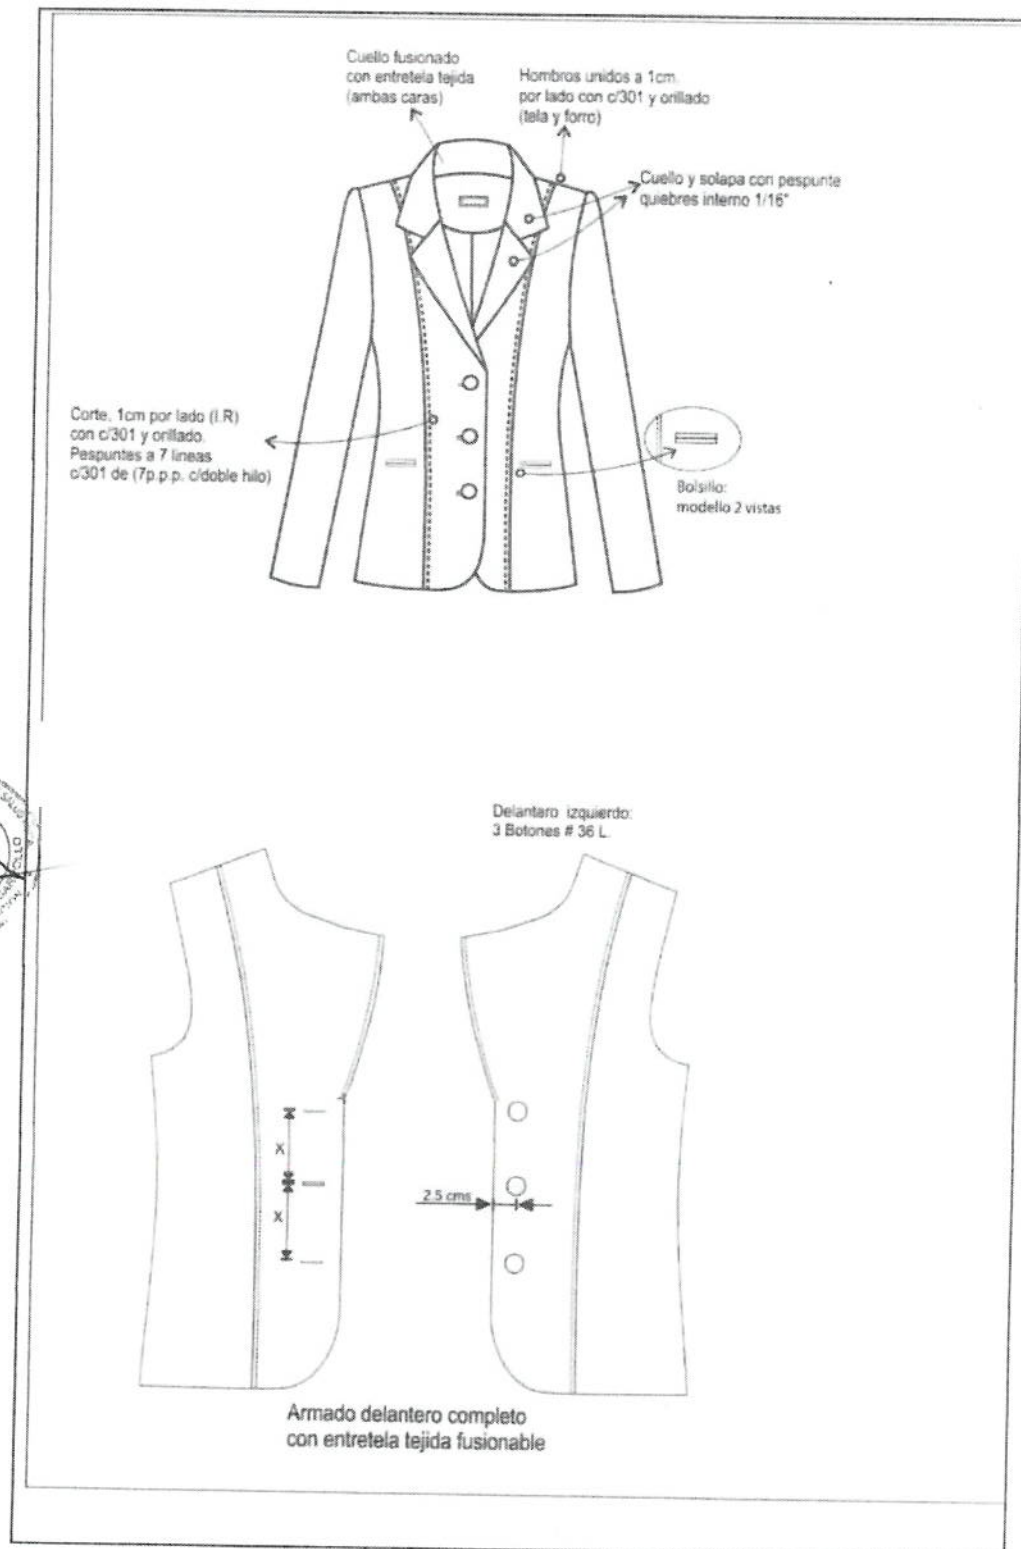 Cuello fusionado
con entretela tejida
(ambas caras)
Hombros unidos a 1cm.
por lado con c/301 y orillado
(tela y forro)
Cuello y solapa con pespunte
quiebres interno 1/16"
Corte, 1cm por lado (I.R)
con c/301 y orillado.
Pespuntes a 7 lineas
c/301 de (7p.p.p. c/doble hilo)
Bolsillo:
modello 2 vistas
Delantero izquierdo:
3 Botones # 36 L.
X
X
2.5 cms
Armado delantero completo
con entretela tejida fusionable